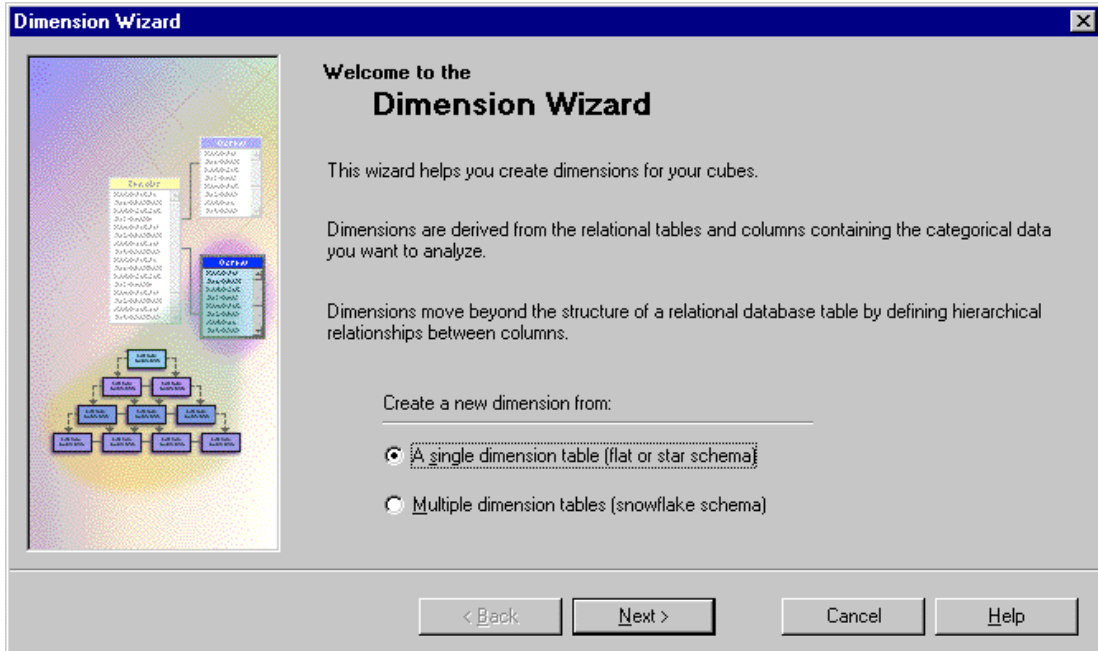 Dimension Wizard
Welcome to the
Dimension Wizard
This wizard helps you create dimensions for your cubes.
Dimensions are derived from the relational tables and columns containing the categorical data
you want to analyze.
Dimensions move beyond the structure of a relational database table by defining hierarchical
relationships between columns.
Create a new dimension from:
A single dimension table (flat or star schema)
Multiple dimension tables (snowflake schema)
< Back
Next >
Cancel
Help